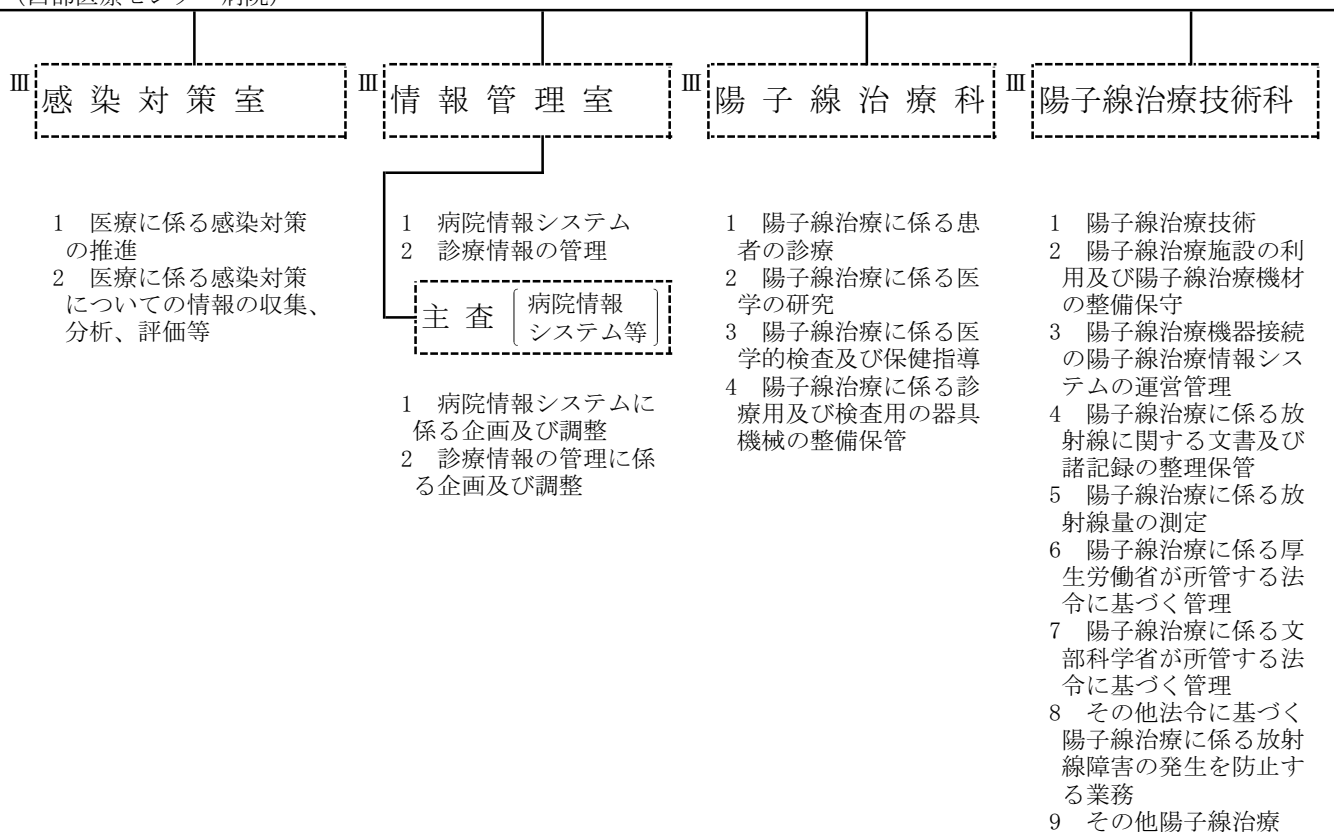 Ⅲ 感染対策室
1　医療に係る感染対策
の推進
2　医療に係る感染対策
についての情報の収集、
分析、評価等
Ⅲ 情報管理室
1　病院情報システム
2　診療情報の管理
主査 病院情報
システム等
1　病院情報システムに
係る企画及び調整
2　診療情報の管理に係
る企画及び調整
Ⅲ 陽子線治療科
1　陽子線治療に係る患
者の診療
2　陽子線治療に係る医
学の研究
3　陽子線治療に係る医
学的検査及び保健指導
4　陽子線治療に係る診
療用及び検査用の器具
機械の整備保管
Ⅲ 陽子線治療技術科
1　陽子線治療技術
2　陽子線治療施設の利
用及び陽子線治療機材
の整備保守
3　陽子線治療機器接続
の陽子線治療情報シス
テムの運営管理
4　陽子線治療に係る放
射線に関する文書及び
諸記録の整理保管
5　陽子線治療に係る放
射線量の測定
6　陽子線治療に係る厚
生労働省が所管する法
令に基づく管理
7　陽子線治療に係る文
部科学省が所管する法
令に基づく管理
8　その他法令に基づく
陽子線治療に係る放射
線障害の発生を防止す
る業務
9　その他陽子線治療